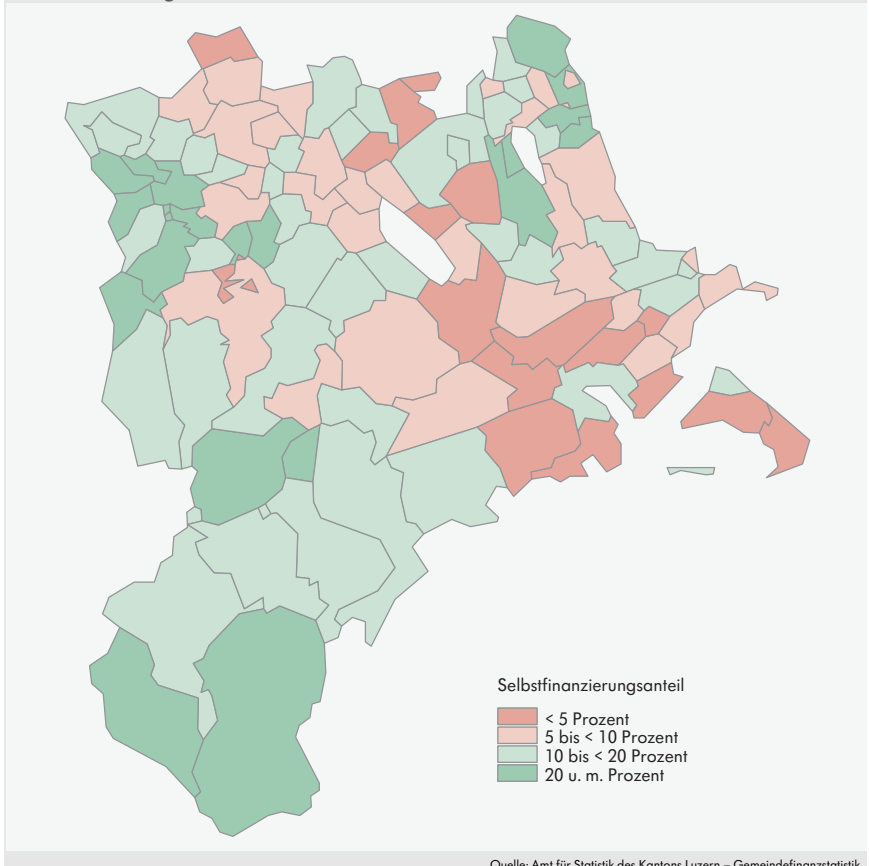 Selbstfinanzierungsanteil
< 5 Prozent
5 bis < 10 Prozent
10 bis < 20 Prozent
20 u. m. Prozent
Quelle: Amt für Statistik des Kantons Luzern – Gemeindefinanzstatistik